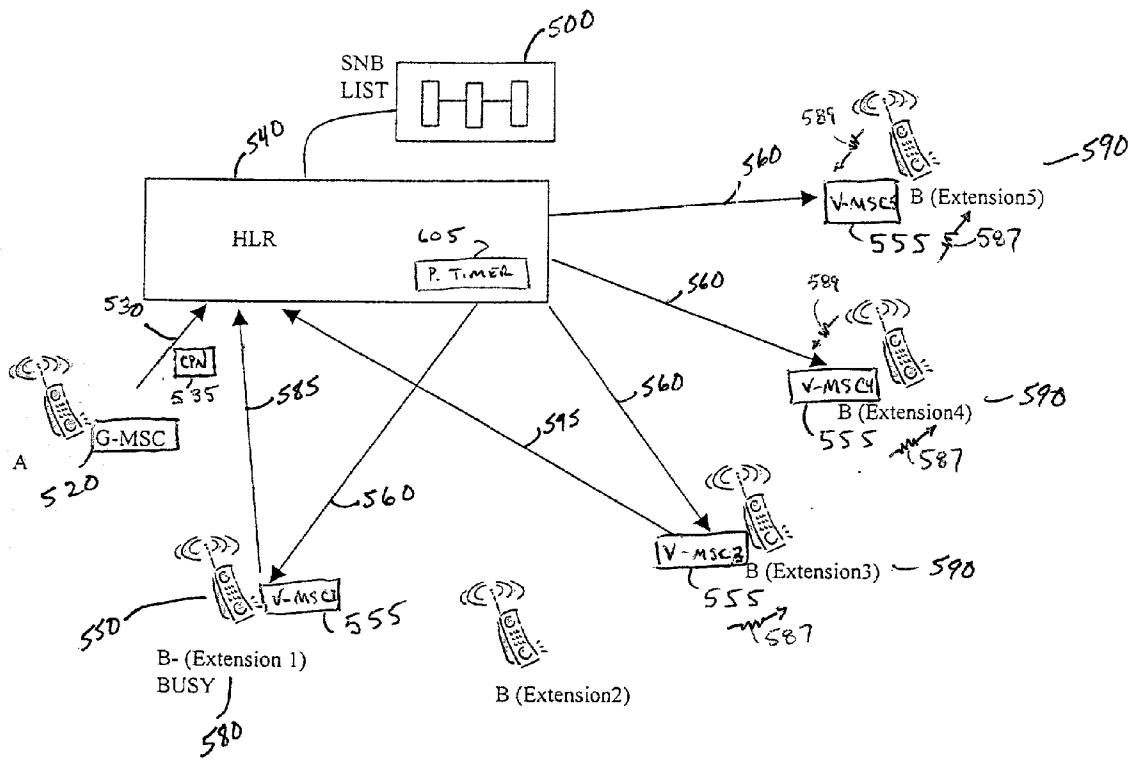 500
SNB
LIST
540
589
590
560
V-MSC5
B (Extension5)
555
587
HLR
605
P. TIMER
560
589
530
CPN
535
585
V-MSC4
B (Extension4)
590
555
587
560
595
G-MSC
A
520
560
V-MSC3
B (Extension3)
590
555
587
550
V-MSC1
555
B- (Extension 1)
BUSY
580
B (Extension2)